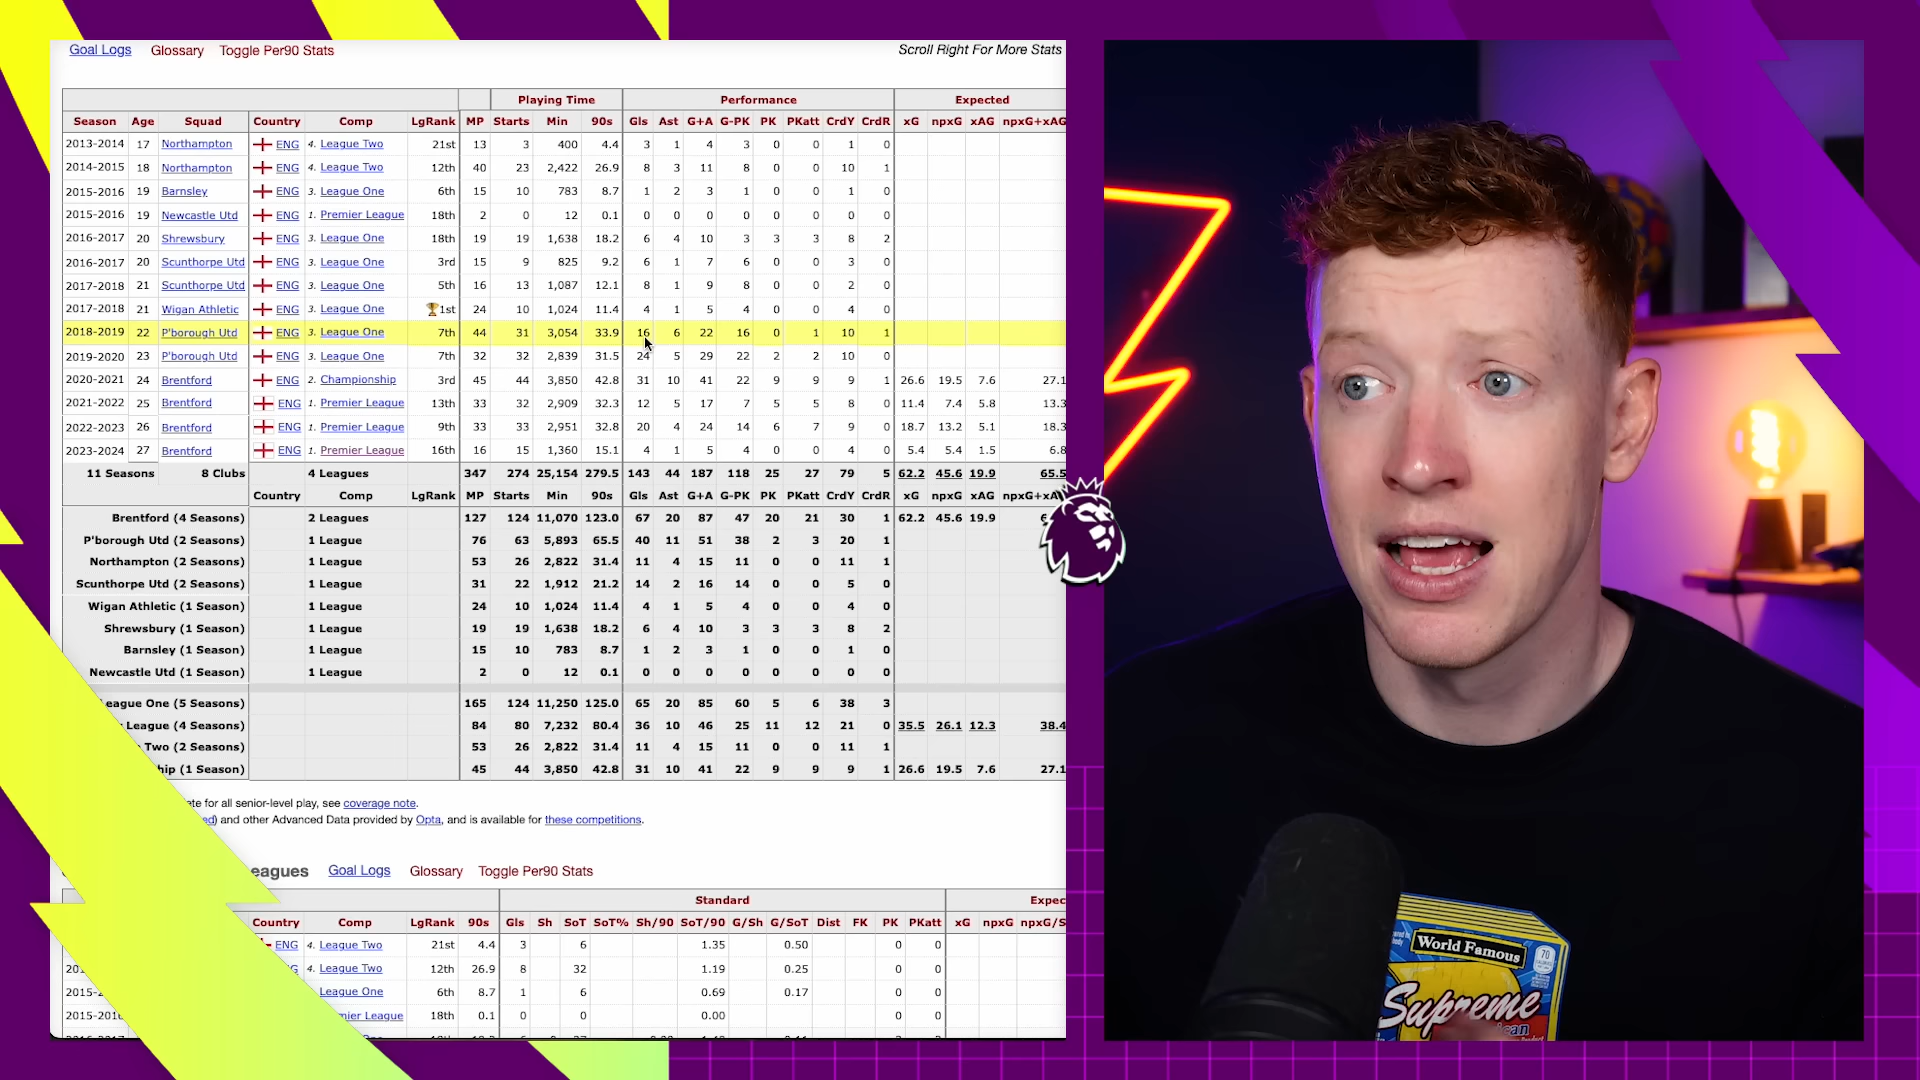 Goal Logs Glossary Toggle Per90 Stats Scroll Right For More Stats
Playing Time Performance Expected
Season Age Squad Country Comp LgRank MP Starts Min 90s Gls Ast G+A G-PK PK PKatt CrdY CrdR xG npxG xAG npxG+xAG
2013-2014 17 Northampton ENG 4. League Two 21st 13 3 400 4.4 3 1 4 3 0 0 1 0
2014-2015 18 Northampton ENG 4. League Two 12th 40 23 2,422 26.9 8 3 11 8 0 0 10 1
2015-2016 19 Barnsley ENG 3. League One 6th 15 10 783 8.7 1 2 3 1 0 0 1 0
2015-2016 19 Newcastle Utd ENG 1. Premier League 18th 2 0 12 0.1 0 0 0 0 0 0 0 0
2016-2017 20 Shrewsbury ENG 3. League One 18th 19 19 1,638 18.2 6 4 10 3 3 3 8 2
2016-2017 20 Scunthorpe Utd ENG 3. League One 3rd 15 9 825 9.2 6 1 7 6 0 0 3 0
2017-2018 21 Scunthorpe Utd ENG 3. League One 5th 16 13 1,087 12.1 8 1 9 8 0 0 2 0
2017-2018 21 Wigan Athletic ENG 3. League One 1st 24 10 1,024 11.4 4 1 5 4 0 0 4 0
2018-2019 22 P'borough Utd ENG 3. League One 7th 44 31 3,054 33.9 16 6 22 16 0 1 10 1
2019-2020 23 P'borough Utd ENG 3. League One 7th 32 32 2,839 31.5 24 5 29 22 2 2 10 0
2020-2021 24 Brentford ENG 2. Championship 3rd 45 44 3,850 42.8 31 10 41 22 9 9 9 1 26.6 19.5 7.6 27.1
2021-2022 25 Brentford ENG 1. Premier League 13th 33 32 2,909 32.3 12 5 17 7 5 5 8 0 11.4 7.4 5.8 13.3
2022-2023 26 Brentford ENG 1. Premier League 9th 33 33 2,951 32.8 20 4 24 14 6 7 9 0 18.7 13.2 5.1 18.3
2023-2024 27 Brentford ENG 1. Premier League 16th 16 15 1,360 15.1 4 1 5 4 0 0 4 0 5.4 5.4 1.5 6.8
11 Seasons 8 Clubs 4 Leagues 347 274 25,154 279.5 143 44 187 118 25 27 79 5 62.2 45.6 19.9 65.5
Country Comp LgRank MP Starts Min 90s Gls Ast G+A G-PK PK PKatt CrdY CrdR xG npxG xAG npxG+xA
Brentford (4 Seasons) 2 Leagues 127 124 11,070 123.0 67 20 87 47 20 21 30 1 62.2 45.6 19.9
P'borough Utd (2 Seasons) 1 League 76 63 5,893 65.5 40 11 51 38 2 3 20 1
Northampton (2 Seasons) 1 League 53 26 2,822 31.4 11 4 15 11 0 0 11 1
Scunthorpe Utd (2 Seasons) 1 League 31 22 1,912 21.2 14 2 16 14 0 0 5 0
Wigan Athletic (1 Season) 1 League 24 10 1,024 11.4 4 1 5 4 0 0 4 0
Shrewsbury (1 Season) 1 League 19 19 1,638 18.2 6 4 10 3 3 3 8 2
Barnsley (1 Season) 1 League 15 10 783 8.7 1 2 3 1 0 0 1 0
Newcastle Utd (1 Season) 1 League 2 0 12 0.1 0 0 0 0 0 0 0 0
eague One (5 Seasons) 165 124 11,250 125.0 65 20 85 60 5 6 38 3
League (4 Seasons) 84 80 7,232 80.4 36 10 46 25 11 12 21 0 35.5 26.1 12.3 38.4
Two (2 Seasons) 53 26 2,822 31.4 11 4 15 11 0 0 11 1
hip (1 Season) 45 44 3,850 42.8 31 10 41 22 9 9 9 1 26.6 19.5 7.6 27.1
ete for all senior-level play, see coverage note.
ed) and other Advanced Data provided by Opta, and is available for these competitions.
eagues Goal Logs Glossary Toggle Per90 Stats
Standard Expec
Country Comp LgRank 90s Gls Sh SoT SoT% Sh/90 SoT/90 G/Sh G/SoT Dist FK PK PKatt xG npxG npxG/S
ENG 4. League Two 21st 4.4 3 6 1.35 0.50 0 0
4. League Two 12th 26.9 8 32 1.19 0.25 0 0
2015-2 League One 6th 8.7 1 6 0.69 0.17 0 0
2015-201 mier League 18th 0.1 0 0 0.00 0 0
World Famous
70
Supreme